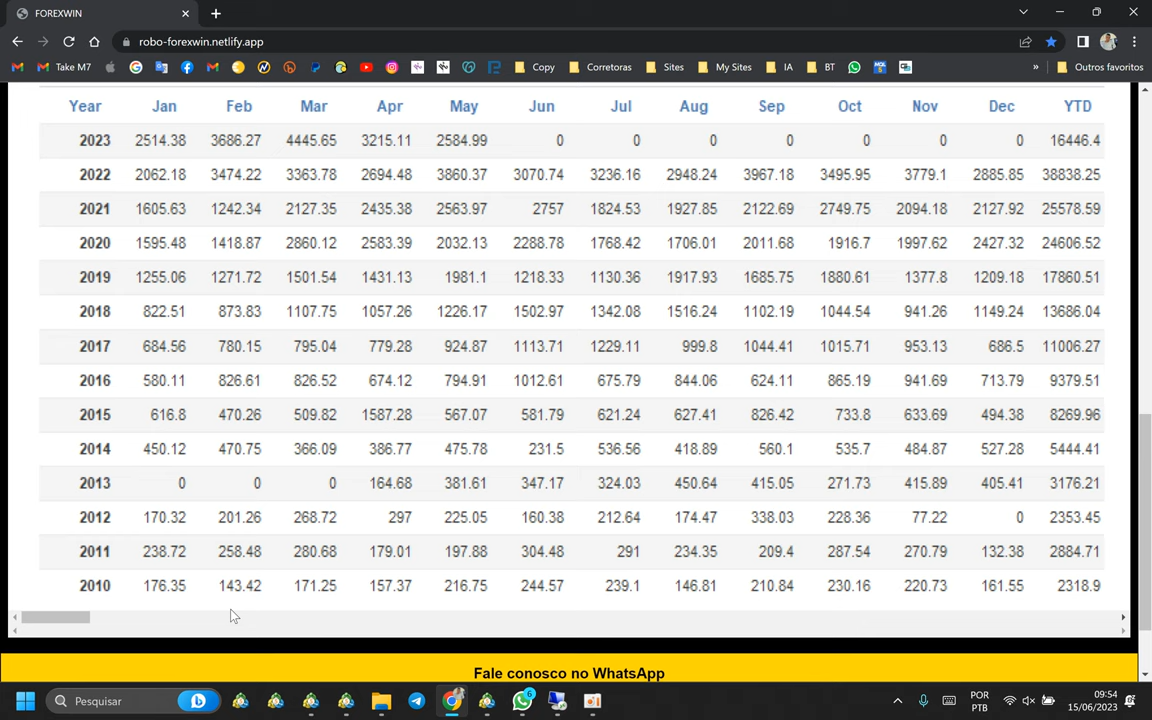 FOREXWIN
robo-forexwin.netlify.app
Take M7 Copy Corretoras Sites My Sites IA BT » Outros favoritos
Year Jan Feb Mar Apr May Jun Jul Aug Sep Oct Nov Dec YTD
2023 2514.38 3686.27 4445.65 3215.11 2584.99 0 0 0 0 0 0 0 16446.4
2022 2062.18 3474.22 3363.78 2694.48 3860.37 3070.74 3236.16 2948.24 3967.18 3495.95 3779.1 2885.85 38838.25
2021 1605.63 1242.34 2127.35 2435.38 2563.97 2757 1824.53 1927.85 2122.69 2749.75 2094.18 2127.92 25578.59
2020 1595.48 1418.87 2860.12 2583.39 2032.13 2288.78 1768.42 1706.01 2011.68 1916.7 1997.62 2427.32 24606.52
2019 1255.06 1271.72 1501.54 1431.13 1981.1 1218.33 1130.36 1917.93 1685.75 1880.61 1377.8 1209.18 17860.51
2018 822.51 873.83 1107.75 1057.26 1226.17 1502.97 1342.08 1516.24 1102.19 1044.54 941.26 1149.24 13686.04
2017 684.56 780.15 795.04 779.28 924.87 1113.71 1229.11 999.8 1044.41 1015.71 953.13 686.5 11006.27
2016 580.11 826.61 826.52 674.12 794.91 1012.61 675.79 844.06 624.11 865.19 941.69 713.79 9379.51
2015 616.8 470.26 509.82 1587.28 567.07 581.79 621.24 627.41 826.42 733.8 633.69 494.38 8269.96
2014 450.12 470.75 366.09 386.77 475.78 231.5 536.56 418.89 560.1 535.7 484.87 527.28 5444.41
2013 0 0 0 164.68 381.61 347.17 324.03 450.64 415.05 271.73 415.89 405.41 3176.21
2012 170.32 201.26 268.72 297 225.05 160.38 212.64 174.47 338.03 228.36 77.22 0 2353.45
2011 238.72 258.48 280.68 179.01 197.88 304.48 291 234.35 209.4 287.54 270.79 132.38 2884.71
2010 176.35 143.42 171.25 157.37 216.75 244.57 239.1 146.81 210.84 230.16 220.73 161.55 2318.9
Fale conosco no WhatsApp
Pesquisar 6 POR 09:54
PTB 15/06/2023